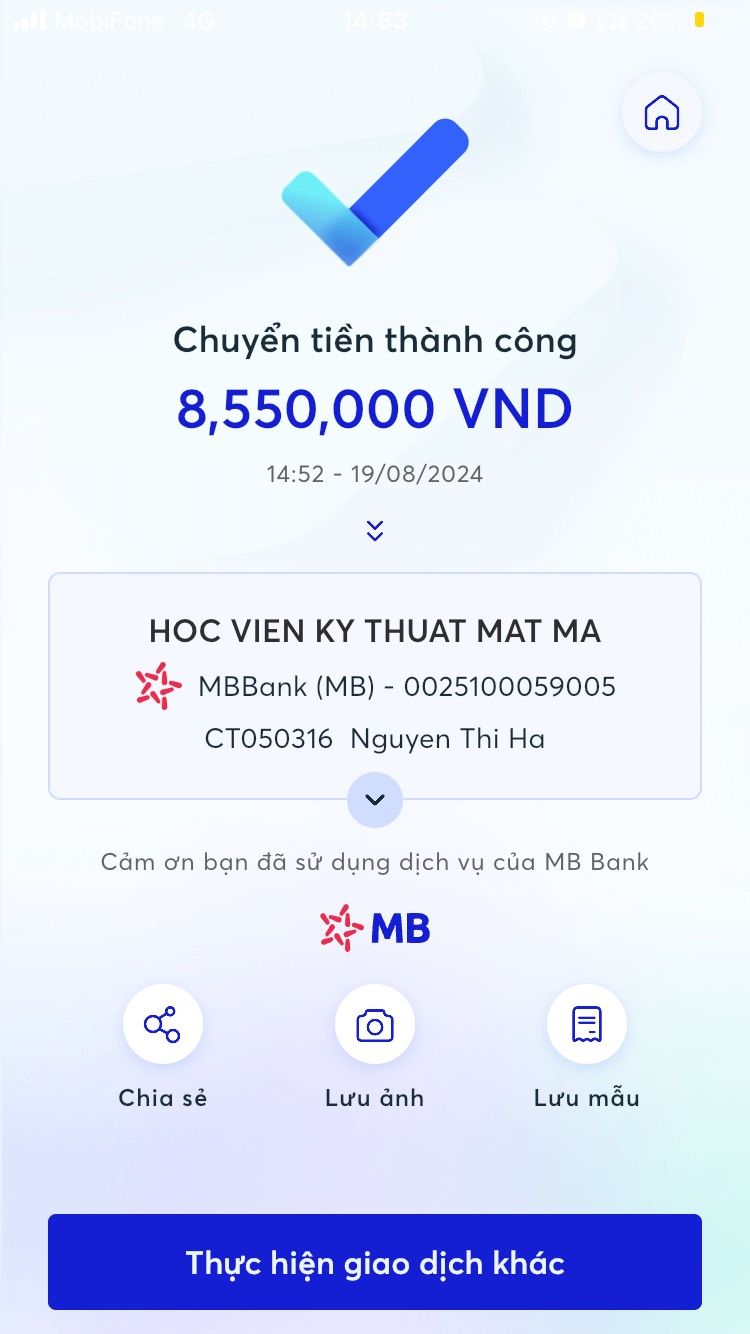 MobiFone 4G 14:53 26%
Chuyển tiền thành công
8,550,000 VND
14:52 - 19/08/2024
HOC VIEN KY THUAT MAT MA
MBBank (MB) - 0025100059005
CT050316 Nguyen Thi Ha
Cảm ơn bạn đã sử dụng dịch vụ của MB Bank
MB
Chia sẻ Lưu ảnh Lưu mẫu
Thực hiện giao dịch khác